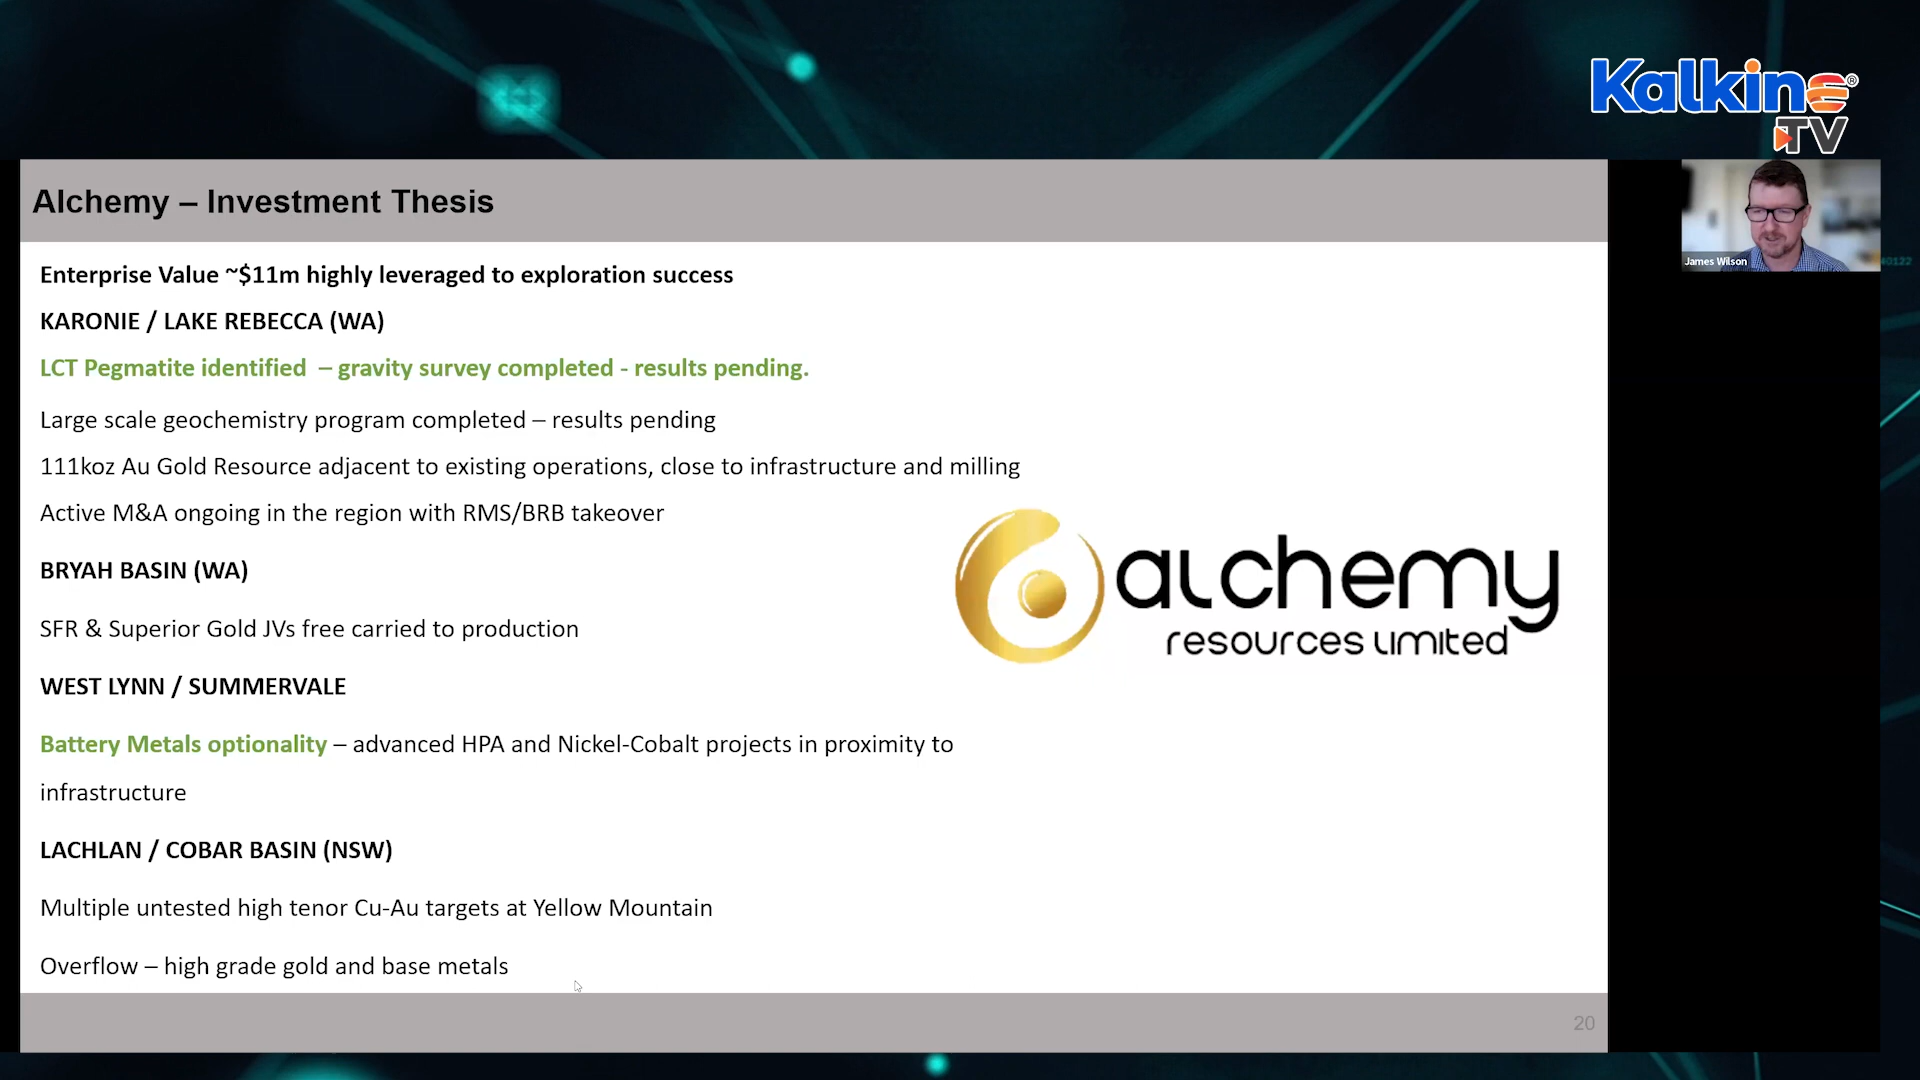 Kalkine®
TV
Alchemy – Investment Thesis
James Wilson
Enterprise Value ~$11m highly leveraged to exploration success
KARONIE / LAKE REBECCA (WA)
LCT Pegmatite identified – gravity survey completed - results pending.
Large scale geochemistry program completed – results pending
111koz Au Gold Resource adjacent to existing operations, close to infrastructure and milling
Active M&A ongoing in the region with RMS/BRB takeover
BRYAH BASIN (WA)
SFR & Superior Gold JVs free carried to production
WEST LYNN / SUMMERVALE
Battery Metals optionality – advanced HPA and Nickel-Cobalt projects in proximity to
infrastructure
LACHLAN / COBAR BASIN (NSW)
Multiple untested high tenor Cu-Au targets at Yellow Mountain
Overflow – high grade gold and base metals
alchemy
resources limited
20